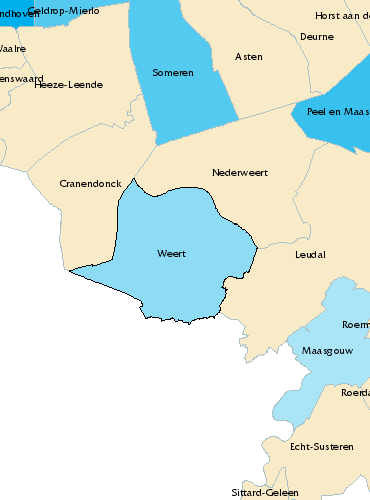 ndhoven
Geldrop-Mierlo
Horst aan de
Deurne
Waalre
Asten
Someren
enswaard
Heeze-Leende
Peel en Maas
Nederweert
Cranendonck
Weert
Leudal
Roerm
Maasgouw
Roerda
Echt-Susteren
Sittard-Geleen